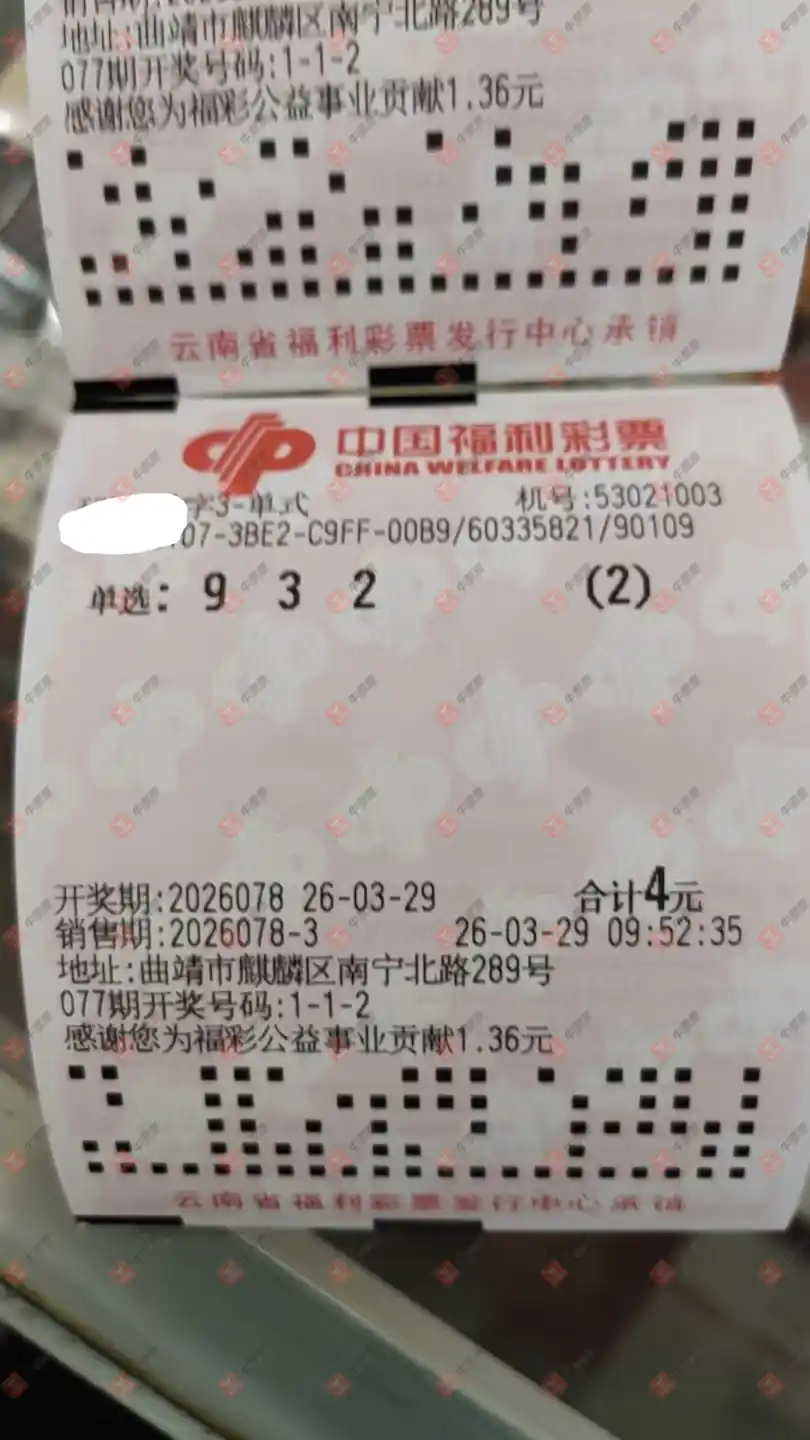 地址:曲靖市麒麟区南宁北路289号
077期开奖号码:1-1-2
感谢您为福彩公益事业贡献1.36元
云南省福利彩票发行中心承销
中国福利彩票
CHINA WELFARE LOTTERY
字3-单式 机号:53021003
07-3BE2-C9FF-00B9/60335821/90109
单选: 9 3 2 (2)
开奖期:2026078 26-03-29 合计4元
销售期:2026078-3 26-03-29 09:52:35
地址:曲靖市麒麟区南宁北路289号
077期开奖号码:1-1-2
感谢您为福彩公益事业贡献1.36元
云南省福利彩票发行中心承销